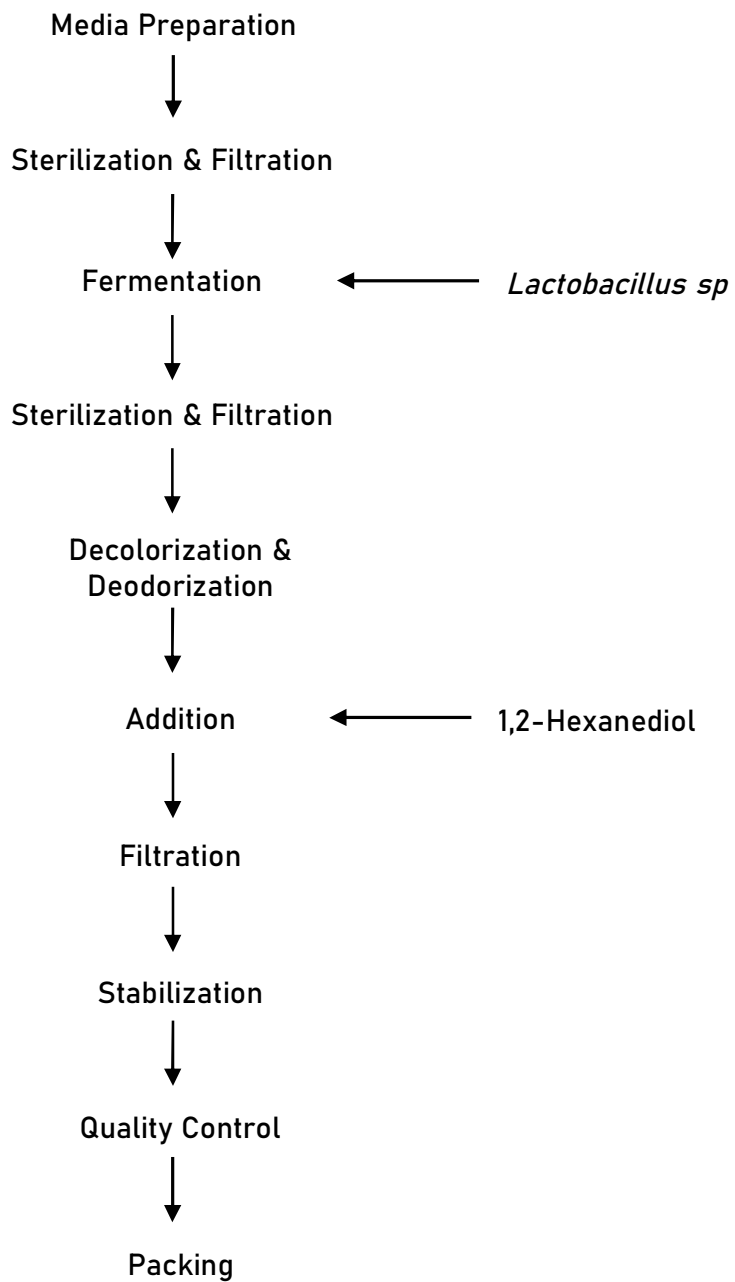 Media Preparation
Sterilization & Filtration
Fermentation
Lactobacillus sp
Sterilization & Filtration
Decolorization &
Deodorization
Addition
1,2-Hexanediol
Filtration
Stabilization
Quality Control
Packing